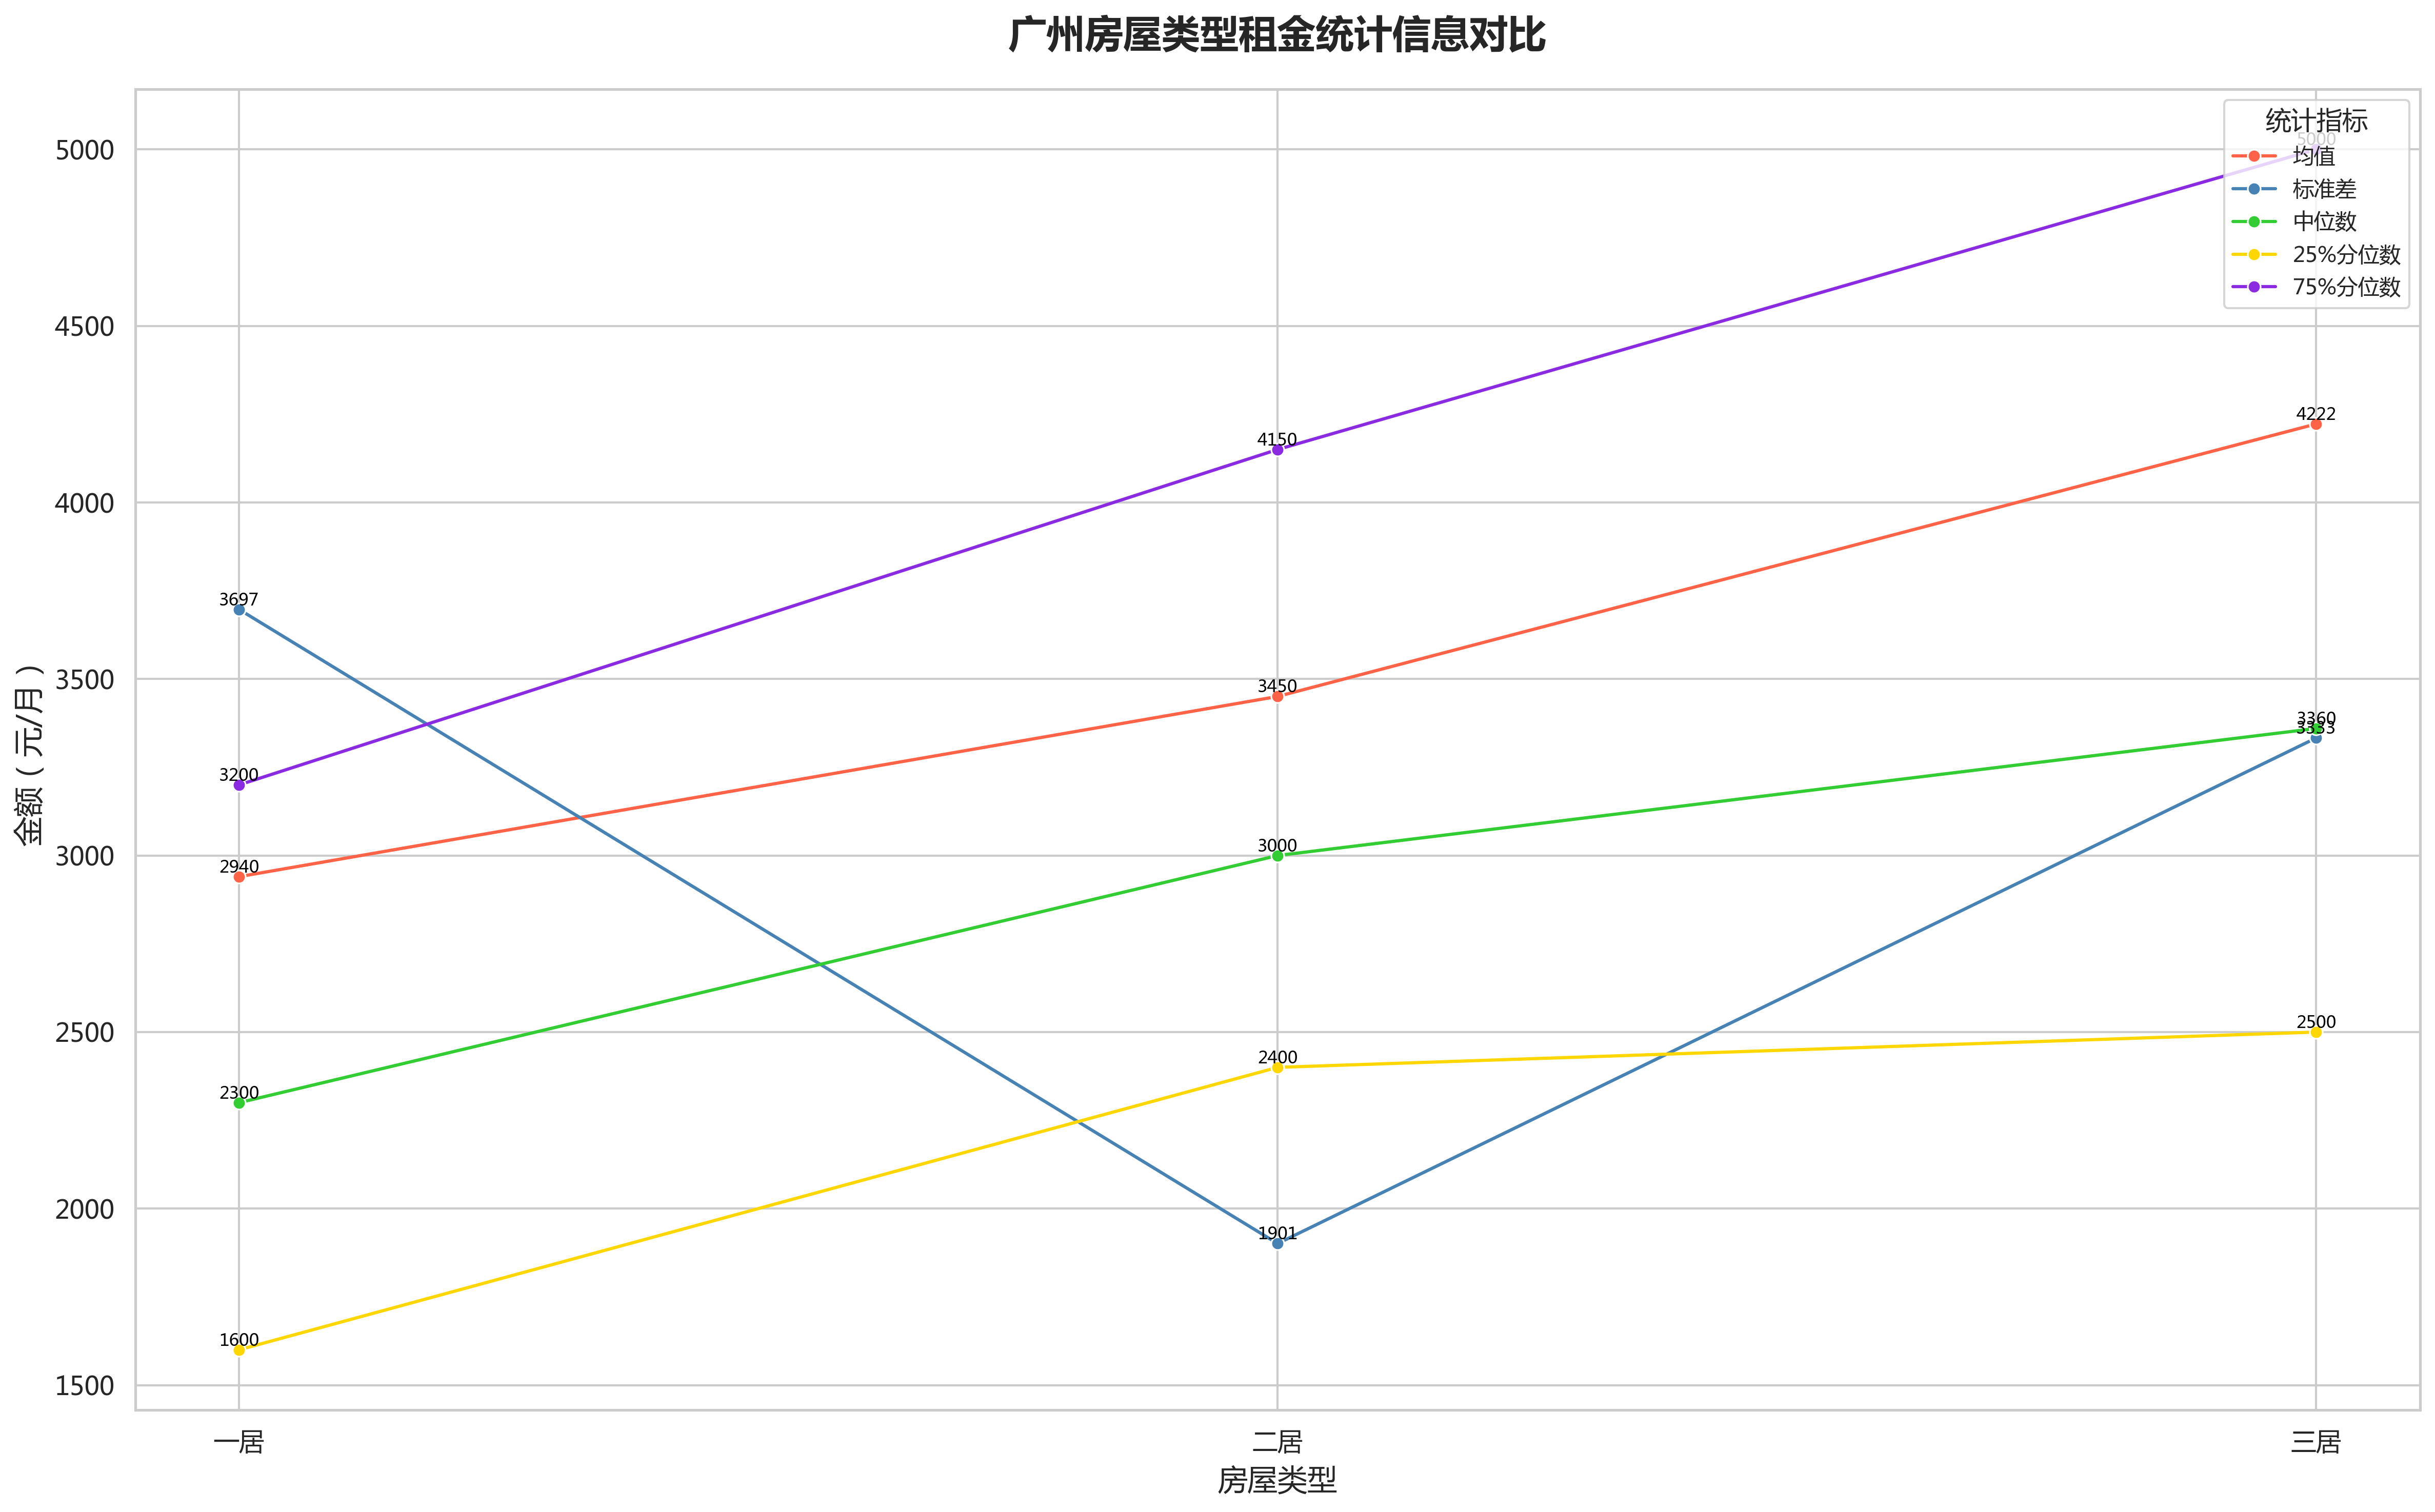 广州房屋类型租金统计信息对比
统计指标
均值
标准差
中位数
25%分位数
75%分位数
金额（元/月）
5000
4500
4000
3500
3000
2500
2000
1500
5000
4222
4150
3697
3450
3360
3333
3200
3000
2940
2500
2400
2300
1901
1600
一居
二居
三居
房屋类型